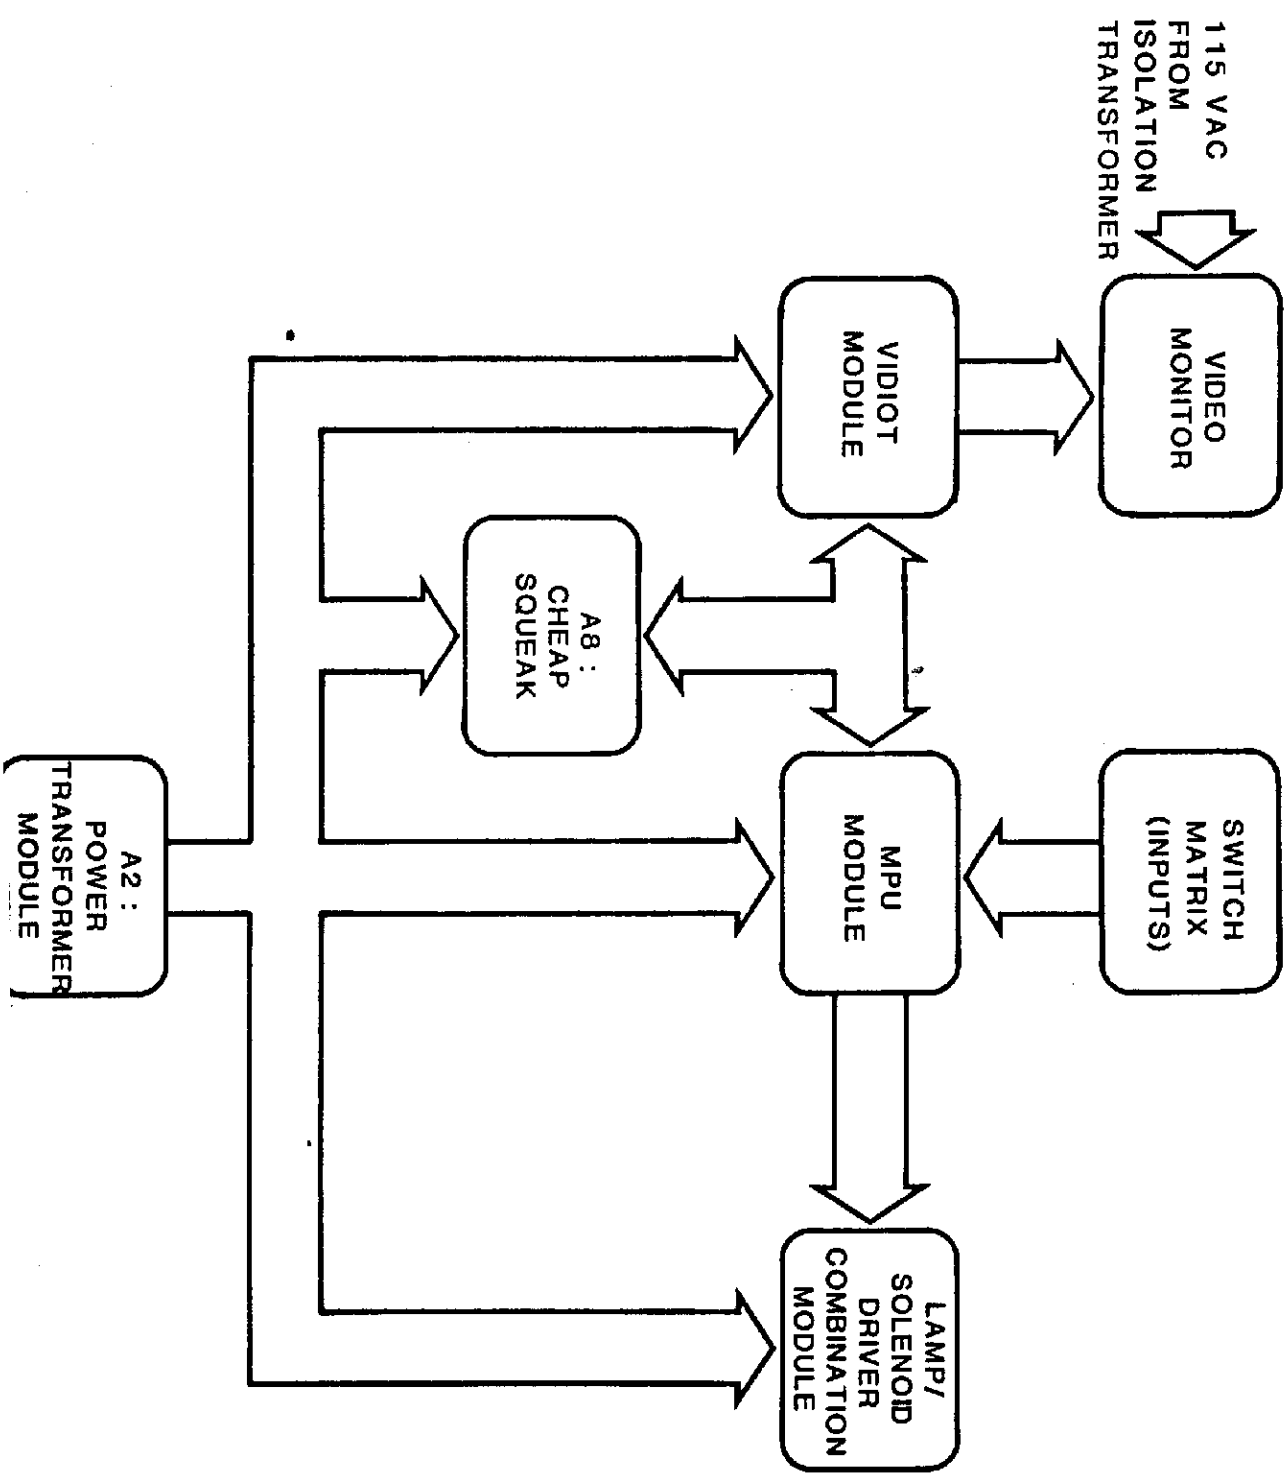 115 VAC
FROM
ISOLATION
TRANSFORMER
VIDEO
MONITOR
SWITCH
MATRIX
(INPUTS)
VIDIOT
MODULE
MPU
MODULE
LAMP/
SOLENOID
DRIVER
COMBINATION
MODULE
A8 :
CHEAP
SQUEAK
A2 :
POWER
TRANSFORMER
MODULE